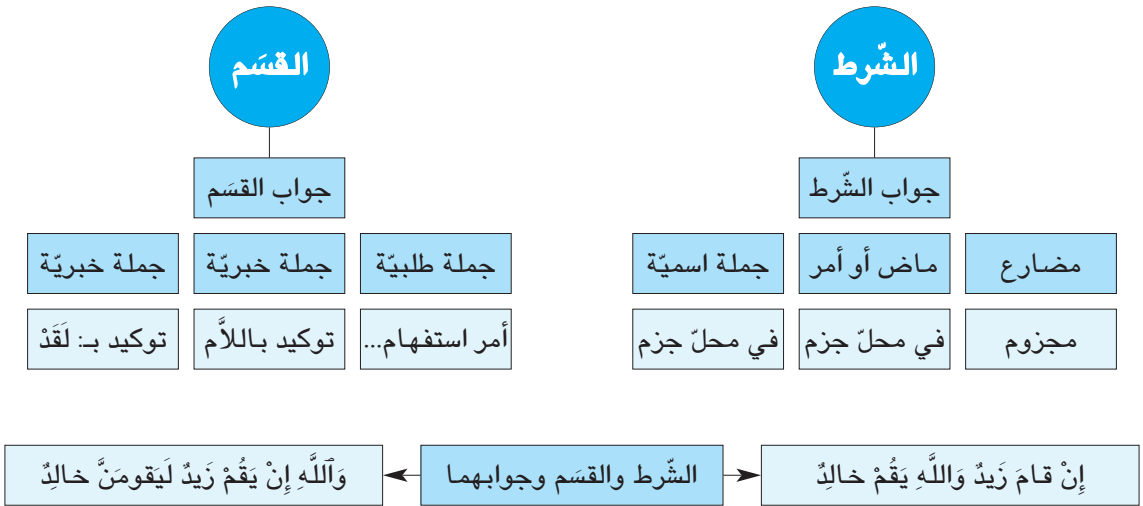 الشّرط
جواب الشّرط
مضارع
ماض أو أمر
جملة اسميّة
مجزوم
في محلّ جزم
في محلّ جزم
القسَم
جواب القسَم
جملة طلبيّة
جملة خبريّة
جملة خبريّة
أمر استفهام...
توكيد باللاَّم
توكيد بـ: لَقَدْ
إِنْ قامَ زَيدٌ وَاللَّهِ يَقُمْ خالِدٌ
الشّرط والقسَم وجوابهما
وَٱللَّهِ إِنْ يَقُمْ زَيدٌ لَيَقومَنَّ خالِدٌ